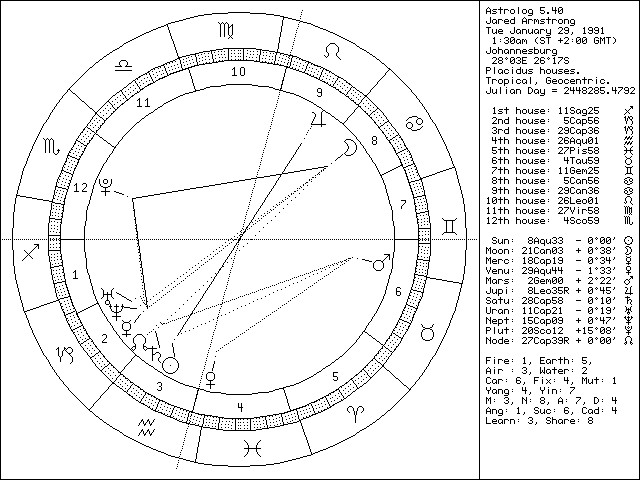 Astrolog 5.40
Jared Armstrong
Tue January 29, 1991
1:30am (ST +2:00 GMT)
Johannesburg
28°03E 26°17S
Placidus houses.
Tropical, Geocentric.
Julian Day = 2448285.4792
1st house: 11Sag25 ♐
2nd house: 5Cap56 ♑
3rd house: 29Cap36 ♑
4th house: 26Aqu01 ♒
5th house: 27Pis58 ♓
6th house: 4Tau59 ♉
7th house: 11Gem25 ♊
8th house: 5Can56 ♋
9th house: 29Can36 ♋
10th house: 26Leo01 ♌
11th house: 27Vir58 ♍
12th house: 4Sco59 ♏
Sun: 8Aqu33 - 0°00' ☉
Moon: 21Can03 + 0°38' ☽
Merc: 18Cap19 - 0°34' ☿
Venu: 29Aqu44 - 1°33' ♀
Mars: 2Gem00 + 2°22' ♂
Jupi: 8Leo35R + 0°45' ♃
Satu: 28Cap58 - 0°10' ♄
Uran: 11Cap21 - 0°19' ♅
Nept: 15Cap09 + 0°47' ♆
Plut: 20Sco12 +15°08' ♇
Node: 27Cap39R + 0°00' ☊
Fire: 1, Earth: 5,
Air : 3, Water: 2
Car: 6, Fix: 4, Mut: 1
Yang: 4, Yin: 7
M: 3, N: 8, A: 7, D: 4
Ang: 1, Suc: 6, Cad: 4
Learn: 3, Share: 8
10
11
9
8
12
7
1
6
2
3
5
4